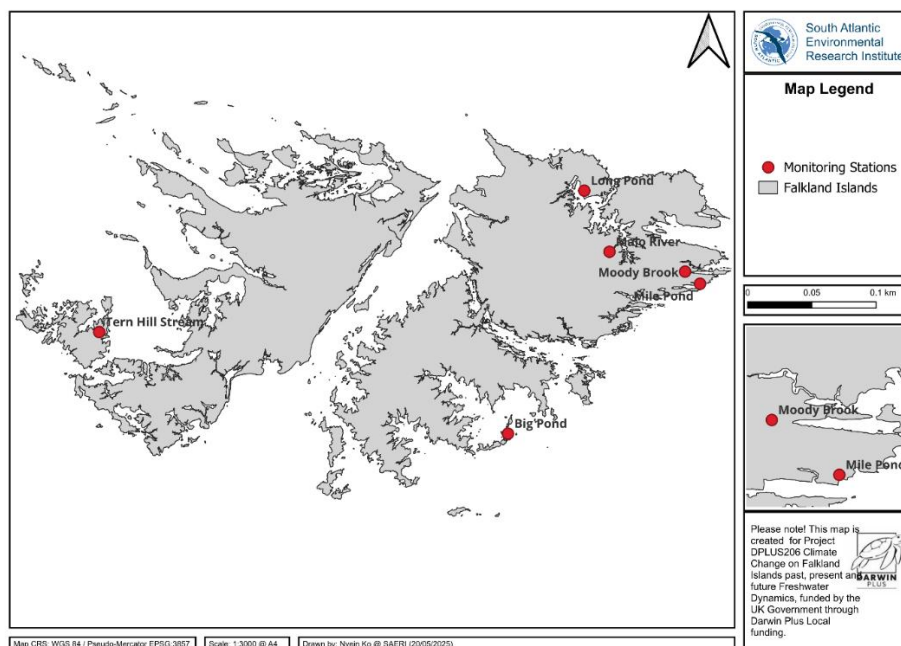 South Atlantic
Environmental
Research Institute
Map Legend
Monitoring Stations
Falkland Islands
Long Pond
Malo River
Moody Brook
Mile Pond
Tern Hill Stream
Big Pond
0 0.05 0.1 km
Moody Brook
Mile Pond
Please note! This map is
created for Project
DPLUS206 Climate
Change on Falkland
Islands past, present and
future Freshwater
Dynamics, funded by the
UK Government through
Darwin Plus Local
funding.
DARWIN
PLUS
Map CRS: WGS 84 / Pseudo-Mercator EPSG 3857
Scale: 1:3000 @ A4
Drawn by: Nyein Ko @ SAERI (20/05/2025)